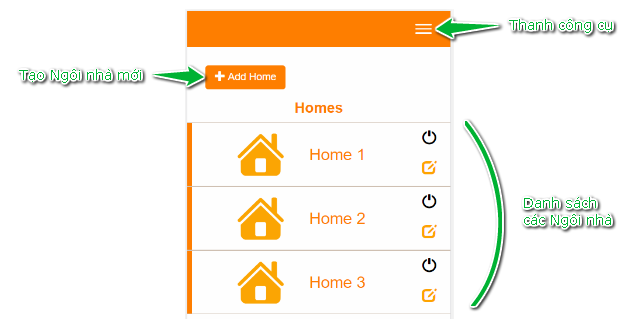 Thanh công cụ
Tạo Ngôi nhà mới
Add Home
Homes
Home 1
Home 2
Home 3
Danh sách
các Ngôi nhà